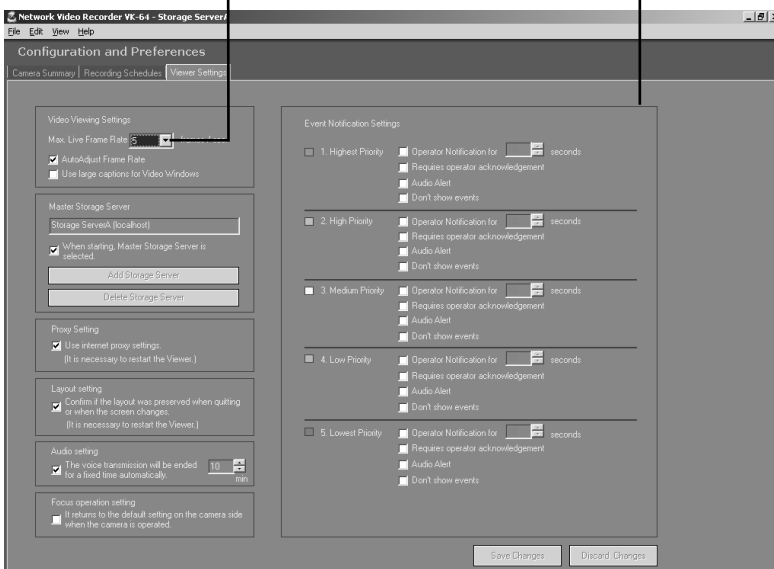 Network Video Recorder VK-64 - Storage ServerA
File Edit View Help
Configuration and Preferences
Camera Summary Recording Schedules Viewer Settings
Video Viewing Settings
Max. Live Frame Rate 5
AutoAdjust Frame Rate
Use large captions for Video Windows
Master Storage Server
Storage ServerA (localhost)
When starting, Master Storage Server is
selected.
Add Storage Server
Delete Storage Server
Proxy Setting
Use internet proxy settings.
(It is necessary to restart the Viewer.)
Layout setting
Confirm if the layout was preserved when quitting
or when the screen changes.
(It is necessary to restart the Viewer.)
Audio setting
The voice transmission will be ended
for a fixed time automatically.
10
min
Focus operation setting
It returns to the default setting on the camera side
when the camera is operated.
Event Notification Settings
1. Highest Priority Operator Notification for seconds
Requires operator acknowledgement
Audio Alert
Don't show events
2. High Priority Operator Notification for seconds
Requires operator acknowledgement
Audio Alert
Don't show events
3. Medium Priority Operator Notification for seconds
Requires operator acknowledgement
Audio Alert
Don't show events
4. Low Priority Operator Notification for seconds
Requires operator acknowledgement
Audio Alert
Don't show events
5. Lowest Priority Operator Notification for seconds
Requires operator acknowledgement
Audio Alert
Don't show events
Save Changes Discard Changes